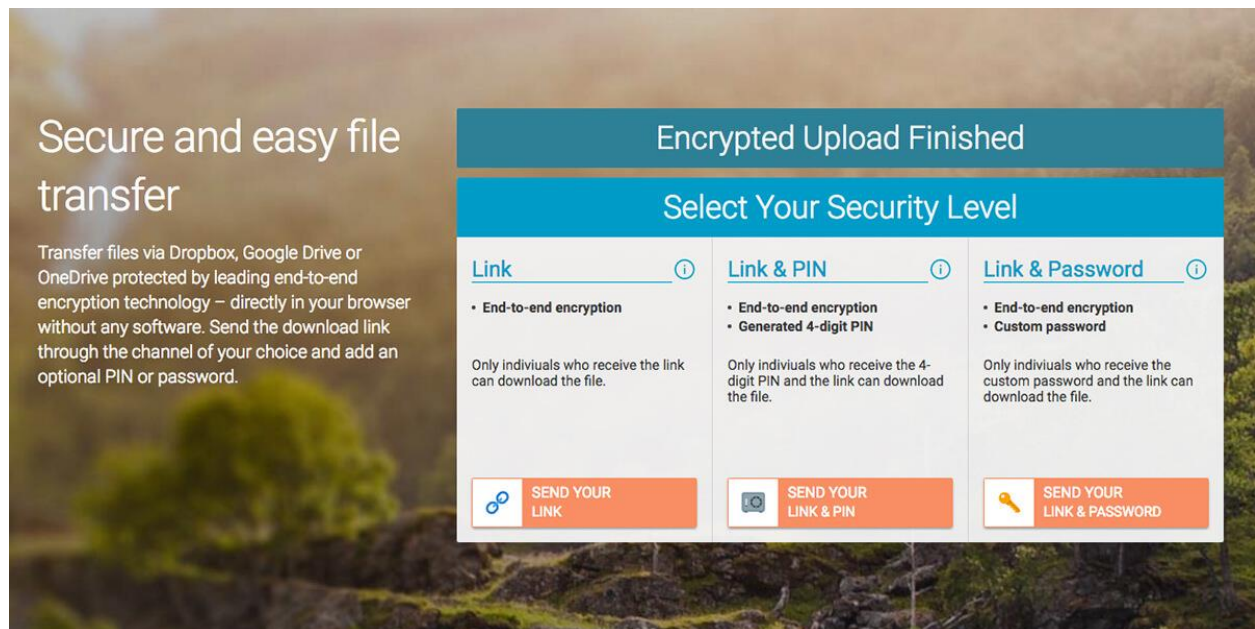 Secure and easy file
transfer
Transfer files via Dropbox, Google Drive or
OneDrive protected by leading end-to-end
encryption technology – directly in your browser
without any software. Send the download link
through the channel of your choice and add an
optional PIN or password.
Encrypted Upload Finished
Select Your Security Level
Link
• End-to-end encryption
Only indiviuals who receive the link
can download the file.
SEND YOUR
LINK
Link & PIN
• End-to-end encryption
• Generated 4-digit PIN
Only indiviuals who receive the 4-
digit PIN and the link can download
the file.
SEND YOUR
LINK & PIN
Link & Password
• End-to-end encryption
• Custom password
Only indiviuals who receive the
custom password and the link can
download the file.
SEND YOUR
LINK & PASSWORD